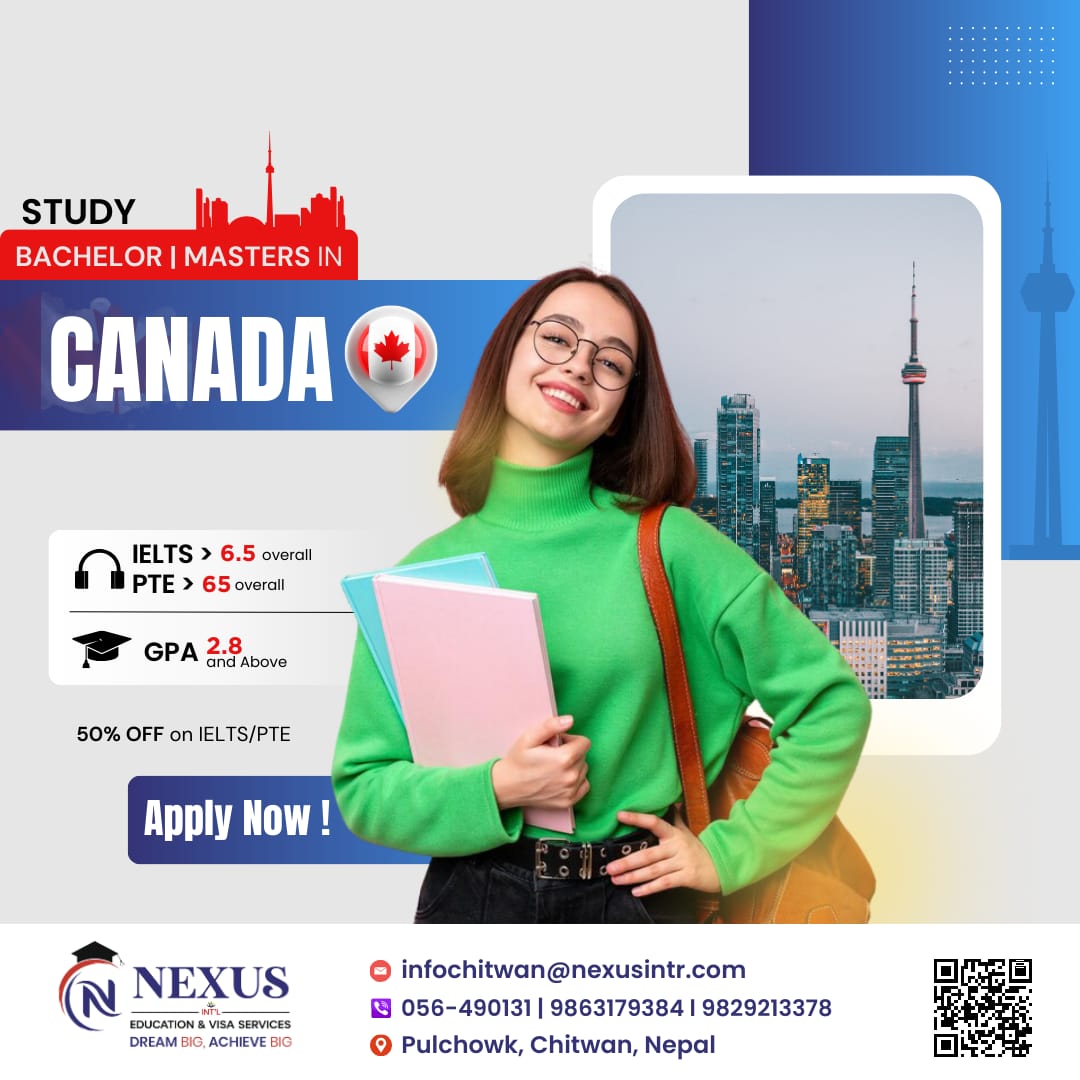 STUDY
BACHELOR | MASTERS IN
CANADA
IELTS > 6.5 overall
PTE > 65 overall
GPA 2.8
and Above
50% OFF on IELTS/PTE
Apply Now !
N NEXUS
INT'L
EDUCATION & VISA SERVICES
DREAM BIG, ACHIEVE BIG
infochitwan@nexusintr.com
056-490131 | 9863179384 I 9829213378
Pulchowk, Chitwan, Nepal